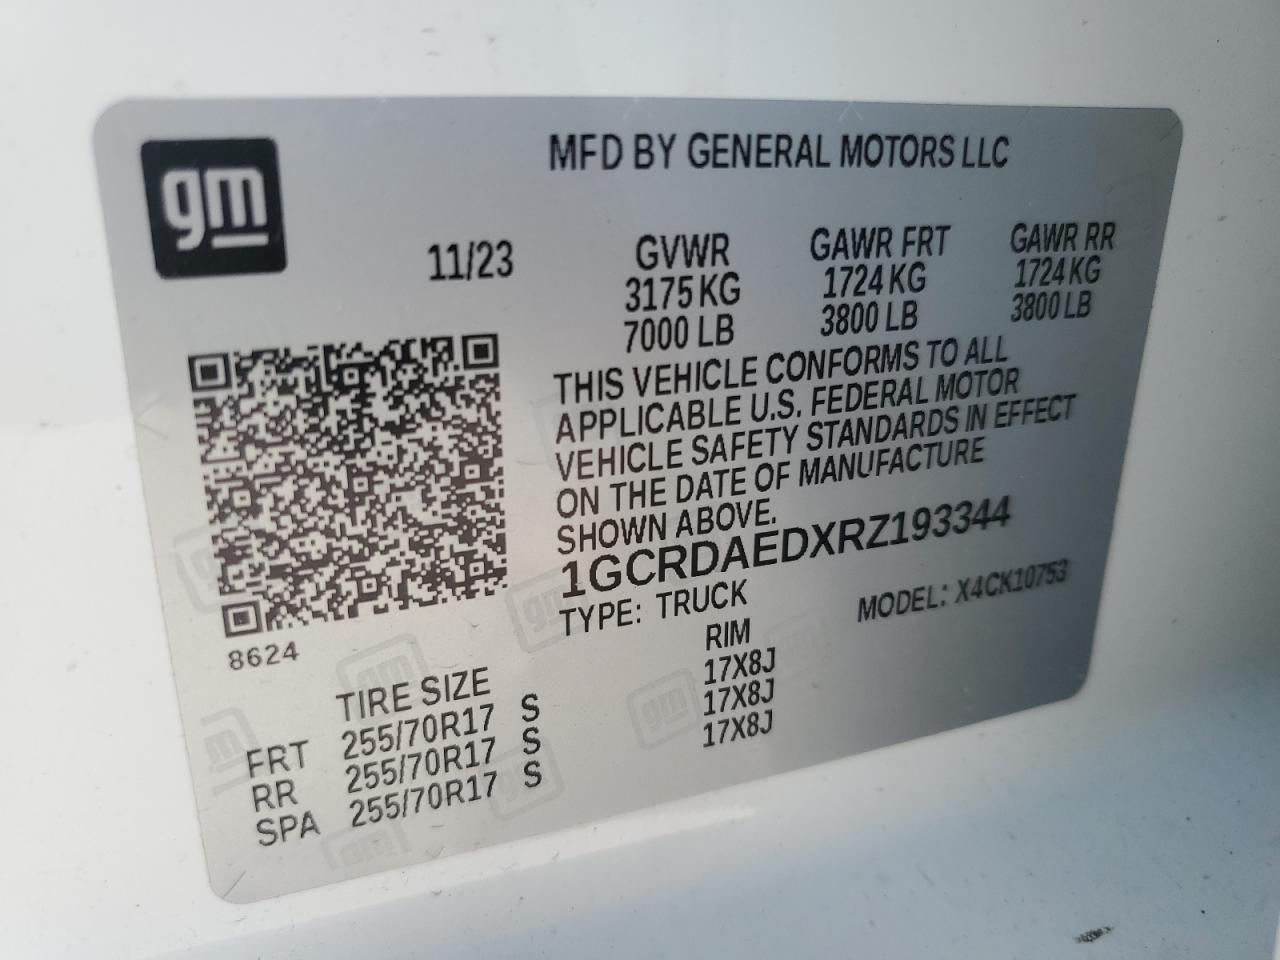 gm
MFD BY GENERAL MOTORS LLC
11/23 GVWR GAWR FRT GAWR RR
3175 KG 1724 KG 1724 KG
7000 LB 3800 LB 3800 LB
THIS VEHICLE CONFORMS TO ALL
APPLICABLE U.S. FEDERAL MOTOR
VEHICLE SAFETY STANDARDS IN EFFECT
ON THE DATE OF MANUFACTURE
SHOWN ABOVE.
1GCRDAEDXRZ193344
TYPE: TRUCK MODEL: X4CK10753
8624
TIRE SIZE RIM
FRT 255/70R17 S 17X8J
RR 255/70R17 S 17X8J
SPA 255/70R17 S 17X8J